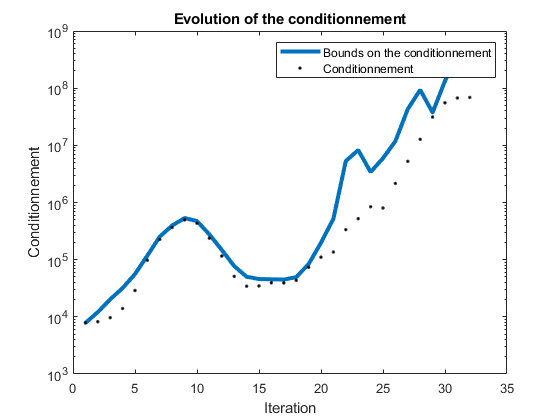 Evolution of the conditionnement
Bounds on the conditionnement
Conditionnement
10^9
10^8
10^7
10^6
10^5
10^4
10^3
Conditionnement
0 5 10 15 20 25 30 35
Iteration